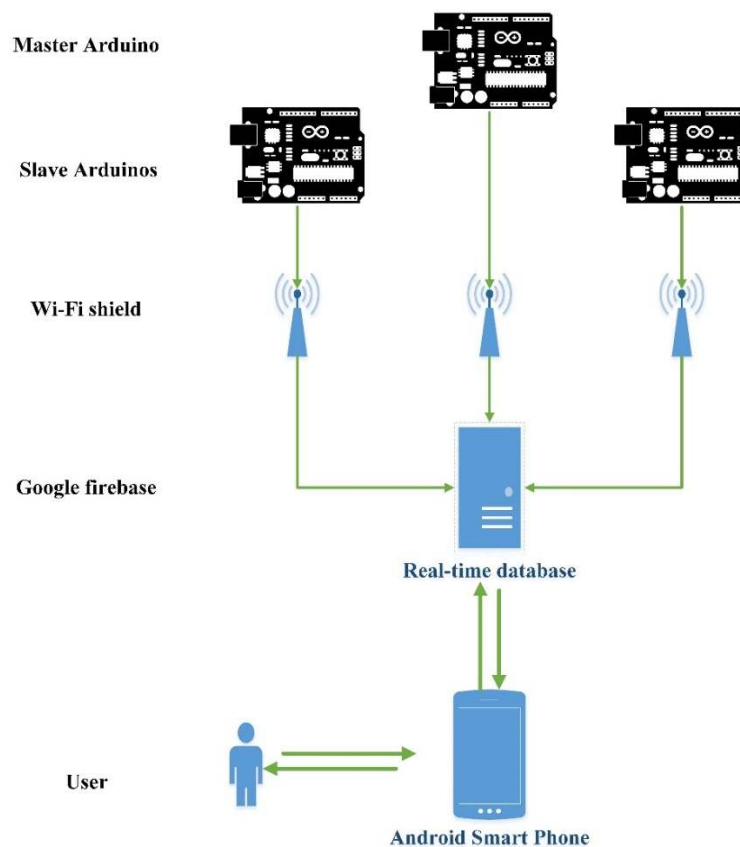 Master Arduino
Slave Arduinos
Wi-Fi shield
Google firebase
Real-time database
User
Android Smart Phone